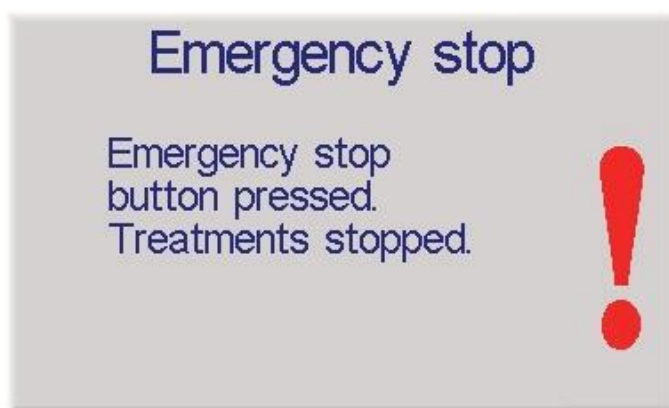 Emergency stop
Emergency stop
button pressed.
Treatments stopped.